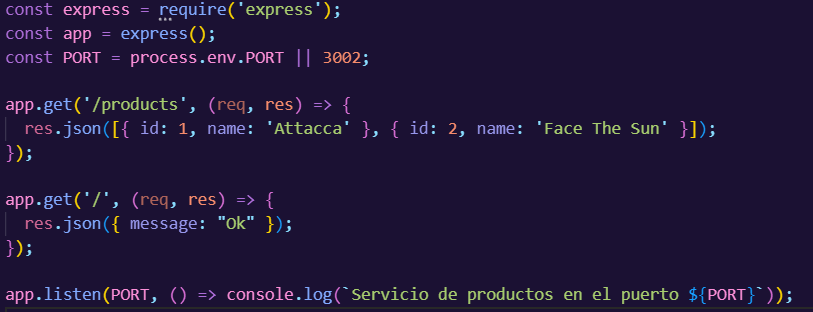 const express = require('express');
const app = express();
const PORT = process.env.PORT || 3002;
app.get('/products', (req, res) => {
  res.json([{ id: 1, name: 'Attacca' }, { id: 2, name: 'Face The Sun' }]);
});
app.get('/', (req, res) => {
  res.json({ message: "Ok" });
});
app.listen(PORT, () => console.log(`Servicio de productos en el puerto ${PORT}`));